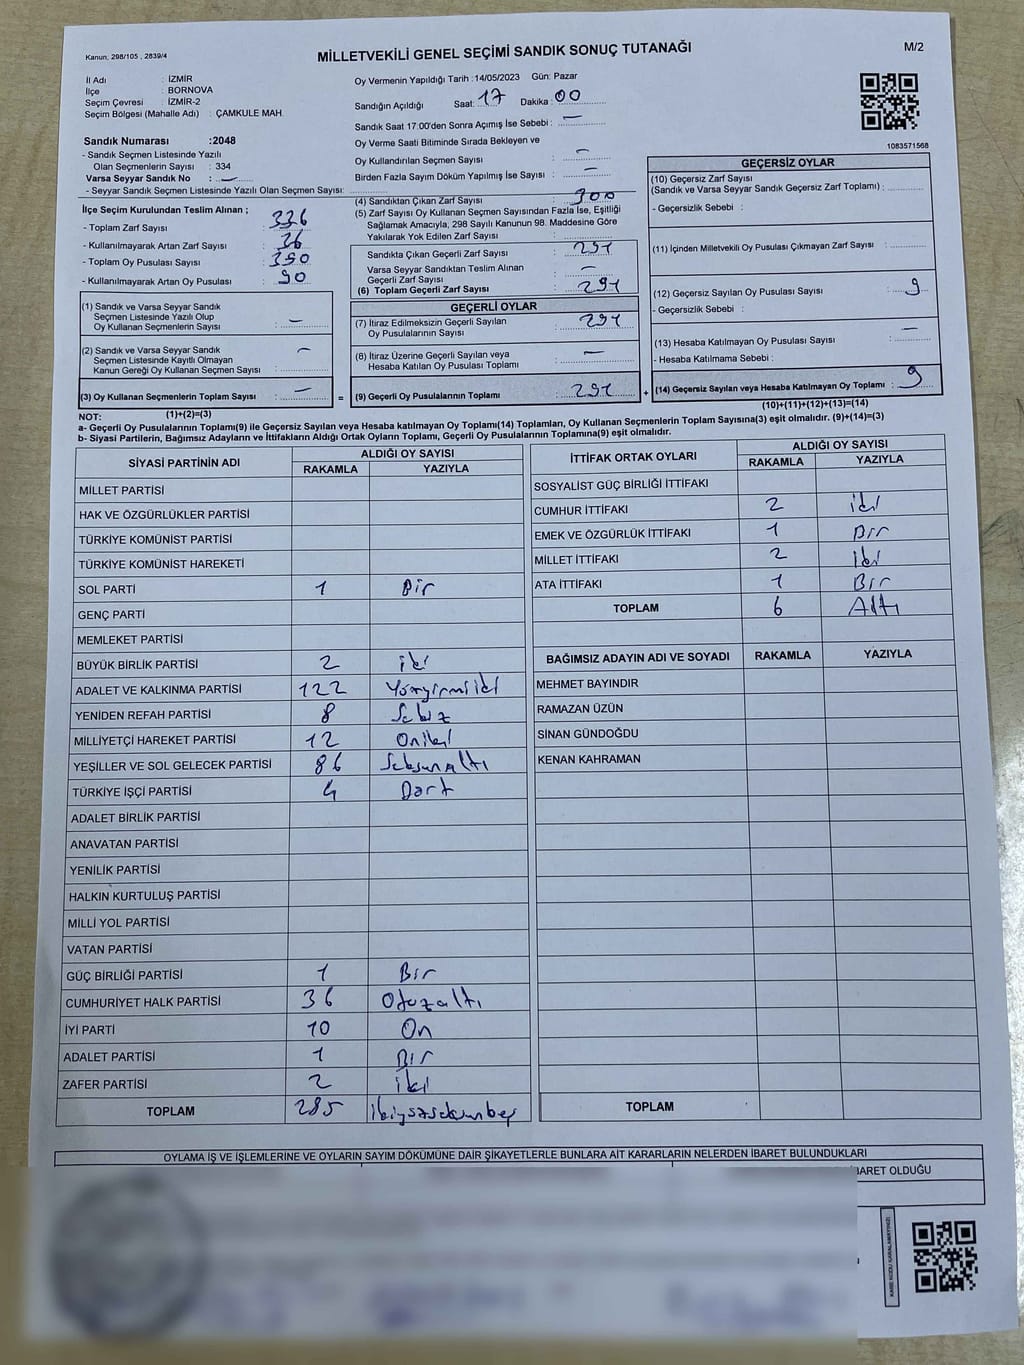 Kanun; 298/105 , 2839/4
MİLLETVEKİLİ GENEL SEÇİMİ SANDIK SONUÇ TUTANAĞI
M/2
İl Adı : İZMİR
İlçe : BORNOVA
Seçim Çevresi : İZMİR-2
Seçim Bölgesi (Mahalle Adı) : ÇAMKULE MAH.
Sandık Numarası :2048
- Sandık Seçmen Listesinde Yazılı
Olan Seçmenlerin Sayısı : 334
Varsa Seyyar Sandık No : —
- Seyyar Sandık Seçmen Listesinde Yazılı Olan Seçmen Sayısı:
Oy Vermenin Yapıldığı Tarih :14/05/2023 Gün: Pazar
Sandığın Açıldığı Saat: 17 Dakika: 00
Sandık Saat 17:00'den Sonra Açımış İse Sebebi : —
Oy Verme Saati Bitiminde Sırada Bekleyen ve
Oy Kullandırılan Seçmen Sayısı : —
Birden Fazla Sayım Döküm Yapılmış İse Sayısı : —
1083571568
İlçe Seçim Kurulundan Teslim Alınan ;
- Toplam Zarf Sayısı : 336
- Kullanılmayarak Artan Zarf Sayısı : 36
- Toplam Oy Pusulası Sayısı : 390
- Kullanılmayarak Artan Oy Pusulası : 90
(4) Sandıktan Çıkan Zarf Sayısı : 300
(5) Zarf Sayısı Oy Kullanan Seçmen Sayısından Fazla İse, Eşitliği
Sağlamak Amacıyla, 298 Sayılı Kanunun 98. Maddesine Göre
Yakılarak Yok Edilen Zarf Sayısı :
Sandıkta Çıkan Geçerli Zarf Sayısı : 291
Varsa Seyyar Sandıktan Teslim Alınan
Geçerli Zarf Sayısı : —
(6) Toplam Geçerli Zarf Sayısı : 291
GEÇERSİZ OYLAR
(10) Geçersiz Zarf Sayısı
(Sandık ve Varsa Seyyar Sandık Geçersiz Zarf Toplamı) :
- Geçersizlik Sebebi :
(11) İçinden Milletvekili Oy Pusulası Çıkmayan Zarf Sayısı :
(12) Geçersiz Sayılan Oy Pusulası Sayısı : 9
- Geçersizlik Sebebi :
(13) Hesaba Katılmayan Oy Pusulası Sayısı : —
- Hesaba Katılmama Sebebi :
(14) Geçersiz Sayılan veya Hesaba Katılmayan Oy Toplamı : 9
(10)+(11)+(12)+(13)=(14)
(1) Sandık ve Varsa Seyyar Sandık
Seçmen Listesinde Yazılı Olup
Oy Kullanan Seçmenlerin Sayısı : —
(2) Sandık ve Varsa Seyyar Sandık
Seçmen Listesinde Kayıtlı Olmayan
Kanun Gereği Oy Kullanan Seçmen Sayısı : —
(3) Oy Kullanan Seçmenlerin Toplam Sayısı : —
(1)+(2)=(3)
=
GEÇERLİ OYLAR
(7) İtiraz Edilmeksizin Geçerli Sayılan
Oy Pusulalarının Sayısı : 291
(8) İtiraz Üzerine Geçerli Sayılan veya
Hesaba Katılan Oy Pusulası Toplamı : —
(9) Geçerli Oy Pusulalarının Toplamı : 291
+
NOT:
a- Geçerli Oy Pusulalarının Toplamı(9) ile Geçersiz Sayılan veya Hesaba katılmayan Oy Toplamı(14) Toplamları, Oy Kullanan Seçmenlerin Toplam Sayısına(3) eşit olmalıdır. (9)+(14)=(3)
b- Siyasi Partilerin, Bağımsız Adayların ve İttifakların Aldığı Ortak Oyların Toplamı, Geçerli Oy Pusulalarının Toplamına(9) eşit olmalıdır.
SİYASİ PARTİNİN ADI ALDIĞI OY SAYISI
RAKAMLA YAZIYLA
MİLLET PARTİSİ
HAK VE ÖZGÜRLÜKLER PARTİSİ
TÜRKİYE KOMÜNİST PARTİSİ
TÜRKİYE KOMÜNİST HAREKETİ
SOL PARTİ 1 Bir
GENÇ PARTİ
MEMLEKET PARTİSİ
BÜYÜK BİRLİK PARTİSİ 2 iki
ADALET VE KALKINMA PARTİSİ 122 Yüzyirmiiki
YENİDEN REFAH PARTİSİ 8 Sekiz
MİLLİYETÇİ HAREKET PARTİSİ 12 Oniki
YEŞİLLER VE SOL GELECEK PARTİSİ 86 Seksenaltı
TÜRKİYE İŞÇİ PARTİSİ 4 Dört
ADALET BİRLİK PARTİSİ
ANAVATAN PARTİSİ
YENİLİK PARTİSİ
HALKIN KURTULUŞ PARTİSİ
MİLLİ YOL PARTİSİ
VATAN PARTİSİ
GÜÇ BİRLİĞİ PARTİSİ 1 Bir
CUMHURİYET HALK PARTİSİ 36 Otuzaltı
İYİ PARTİ 10 On
ADALET PARTİSİ 1 Bir
ZAFER PARTİSİ 2 iki
TOPLAM 285 ikiyüzseksenbeş
İTTİFAK ORTAK OYLARI ALDIĞI OY SAYISI
RAKAMLA YAZIYLA
SOSYALİST GÜÇ BİRLİĞİ İTTİFAKI
CUMHUR İTTİFAKI 2 iki
EMEK VE ÖZGÜRLÜK İTTİFAKI 1 Bir
MİLLET İTTİFAKI 2 iki
ATA İTTİFAKI 1 Bir
TOPLAM 6 Altı
BAĞIMSIZ ADAYIN ADI VE SOYADI RAKAMLA YAZIYLA
MEHMET BAYINDIR
RAMAZAN ÜZÜN
SİNAN GÜNDOĞDU
KENAN KAHRAMAN
TOPLAM
OYLAMA İŞ VE İŞLEMLERİNE VE OYLARIN SAYIM DÖKÜMÜNE DAİR ŞİKAYETLERLE BUNLARA AİT KARARLARIN NELERDEN İBARET BULUNDUKLARI
İBARET OLDUĞU